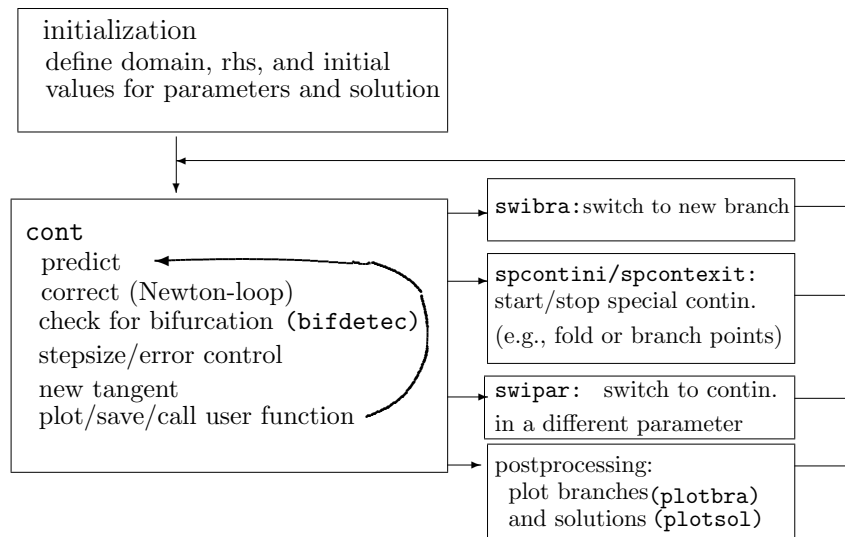 initialization
define domain, rhs, and initial
values for parameters and solution
cont
predict
correct (Newton-loop)
check for bifurcation (bifdetec)
stepsize/error control
new tangent
plot/save/call user function
swibra: switch to new branch
spcontini/spcontexit:
start/stop special contin.
(e.g., fold or branch points)
swipar: switch to contin.
in a different parameter
postprocessing:
plot branches(plotbra)
and solutions (plotsol)